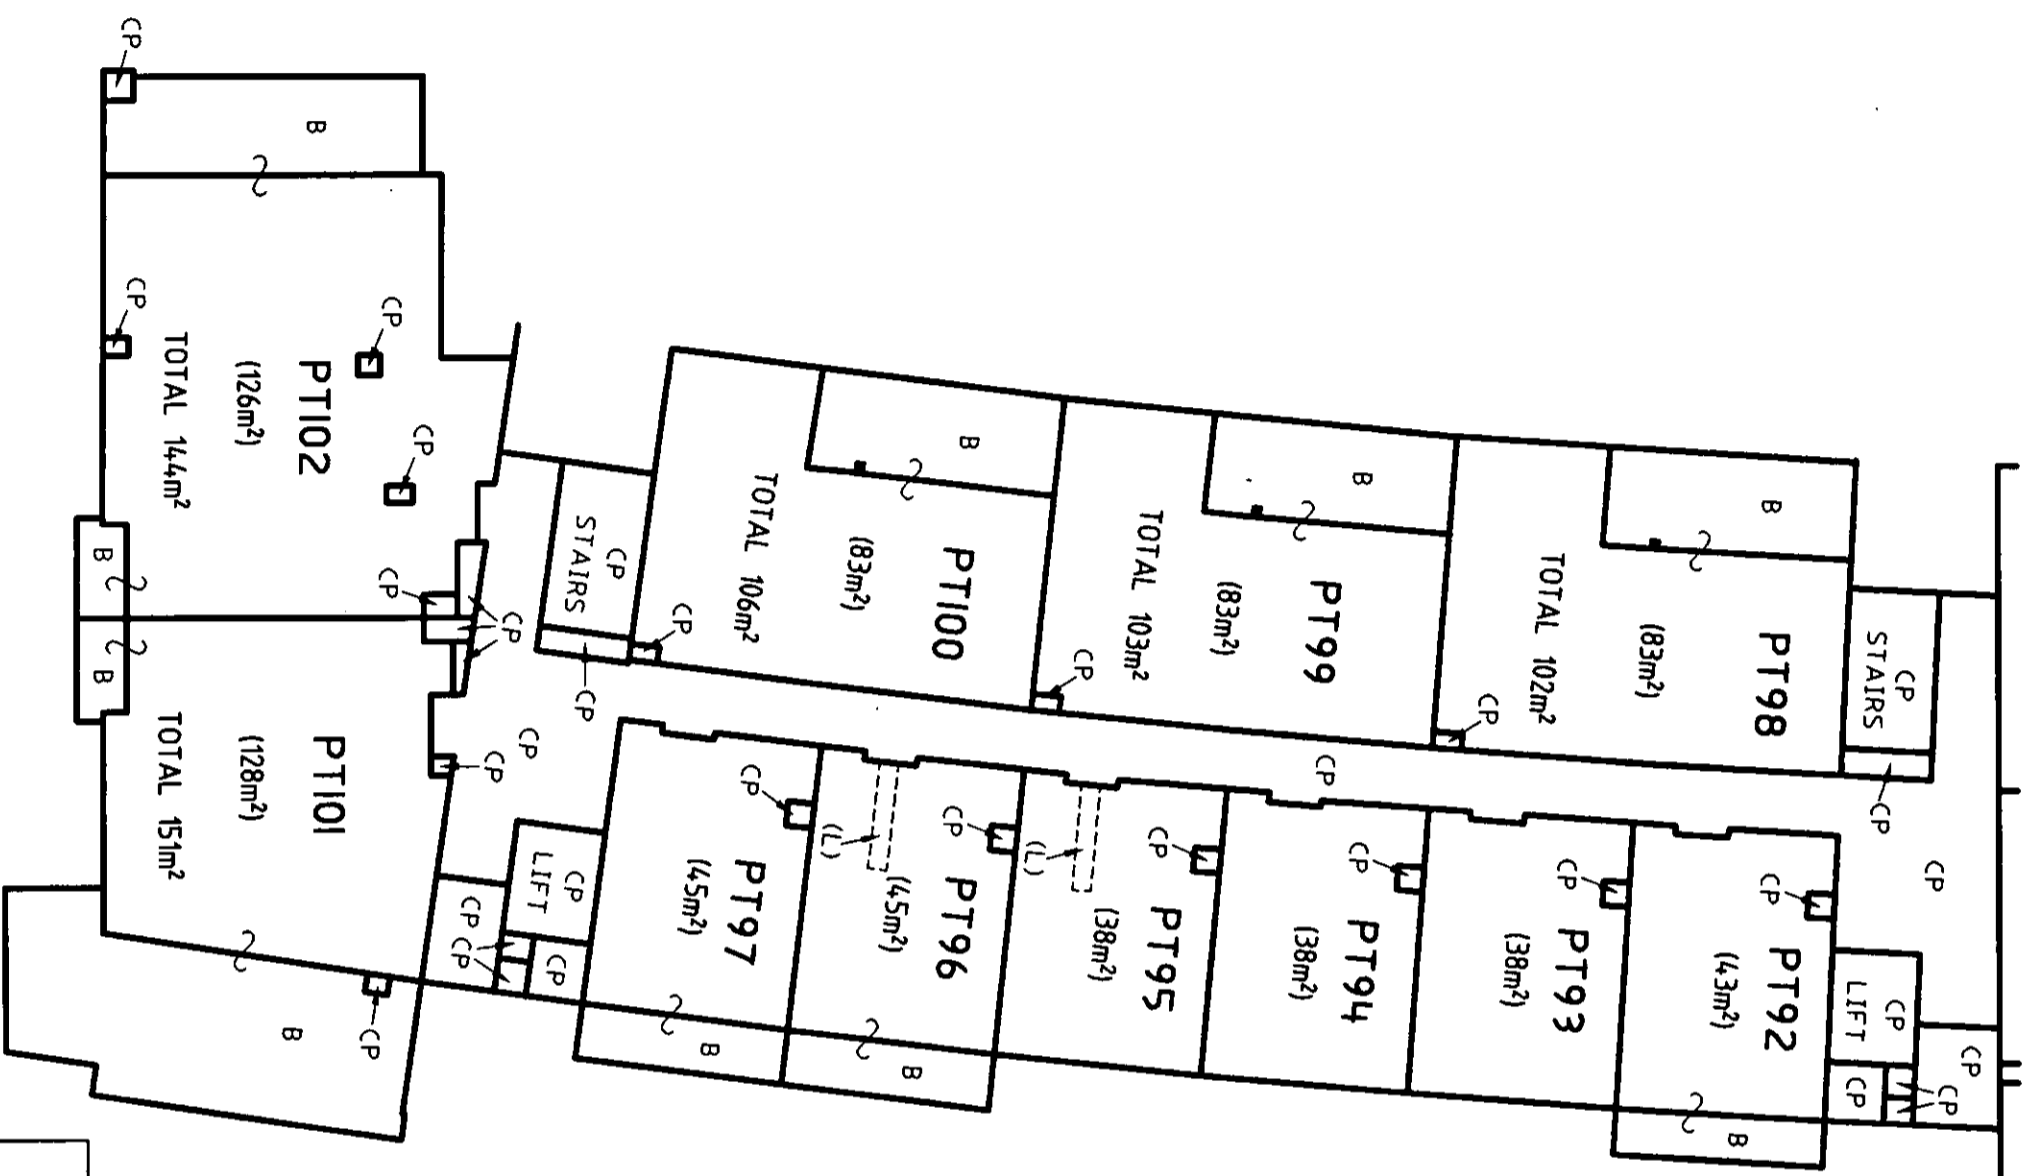 CP
B
CP
CP
CP
PT102
(126m²)
TOTAL 144m²
B
B
CP
CP
PT101
(128m²)
TOTAL 151m²
CP
CP
B
CP
CP
STAIRS
CP
CP
B
PT100
(83m²)
TOTAL 106m²
CP
B
PT99
(83m²)
TOTAL 103m²
CP
B
PT98
(83m²)
TOTAL 102m²
CP
CP
STAIRS
CP
CP
CP
CP
LIFT
CP
CP
CP
CP
PT97
(45m²)
B
(L)
CP
PT96
(45m²)
B
(L)
CP
PT95
(38m²)
CP
PT94
(38m²)
CP
PT93
(38m²)
CP
PT92
(43m²)
B
CP
LIFT
CP
CP
CP